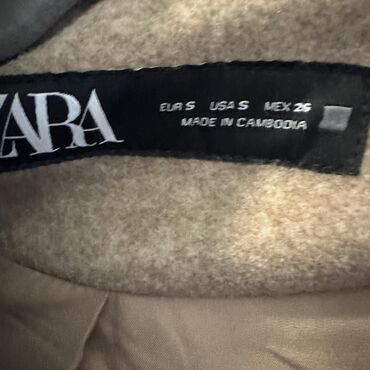 ZARA
EUR S USA S MEX 26
MADE IN CAMBODIA